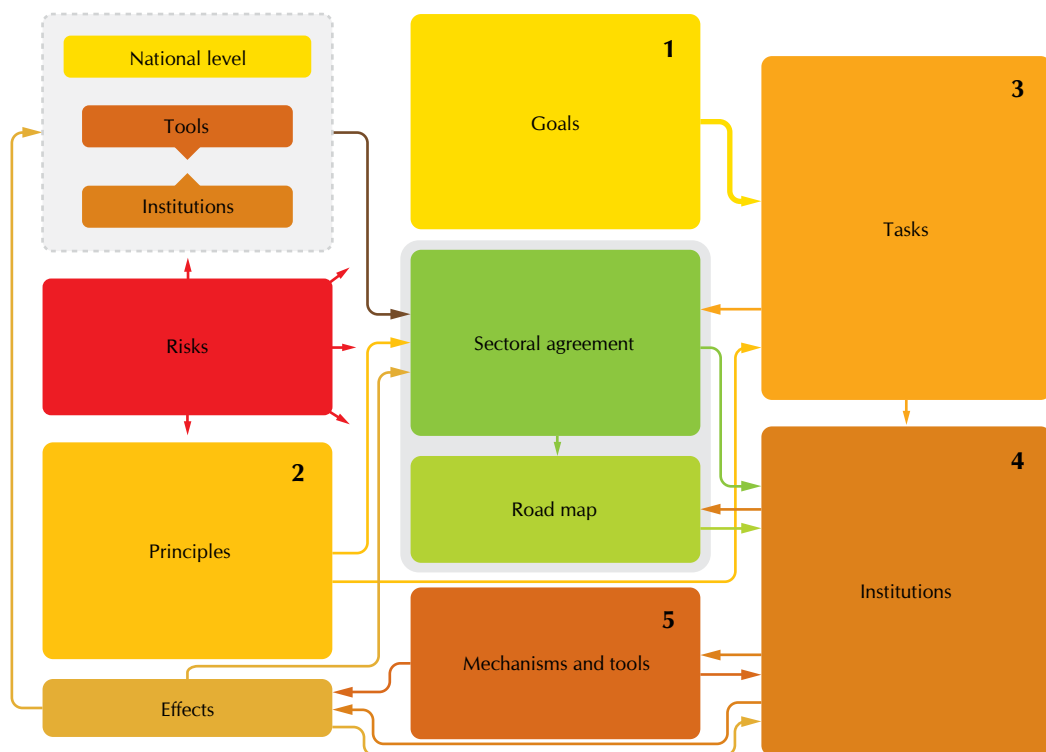 National level
Tools
Institutions
1
Goals
3
Tasks
Risks
Sectoral agreement
2
Principles
Road map
4
Institutions
5
Mechanisms and tools
Effects